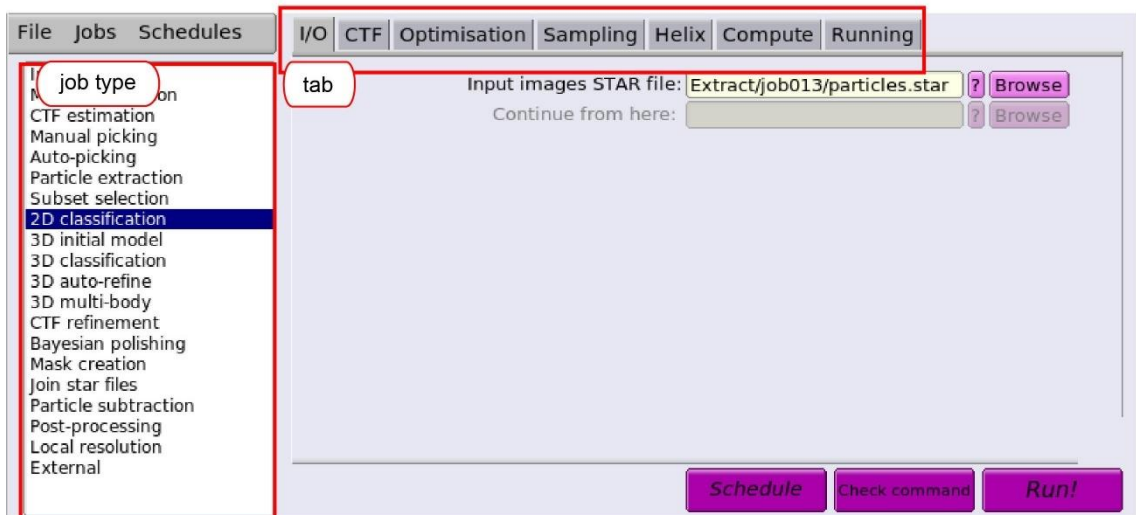 File Jobs Schedules
I/O CTF Optimisation Sampling Helix Compute Running
job type
tab
CTF estimation
Manual picking
Auto-picking
Particle extraction
Subset selection
2D classification
3D initial model
3D classification
3D auto-refine
3D multi-body
CTF refinement
Bayesian polishing
Mask creation
Join star files
Particle subtraction
Post-processing
Local resolution
External
Input images STAR file: Extract/job013/particles.star ? Browse
Continue from here: ? Browse
Schedule Check command Run!